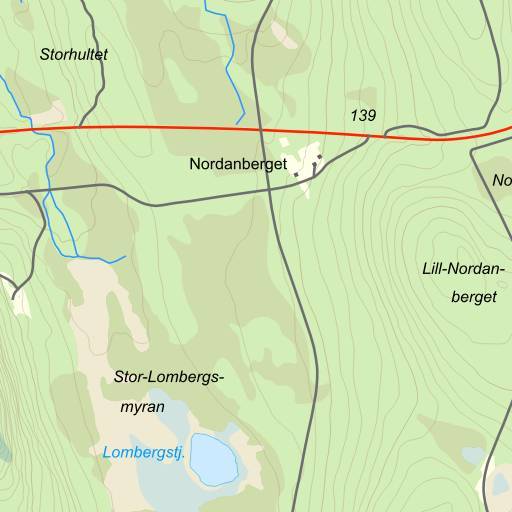 Storhultet
139
Nordanberget
No
Lill-Nordan-
berget
Stor-Lombergs-
myran
Lombergstj.